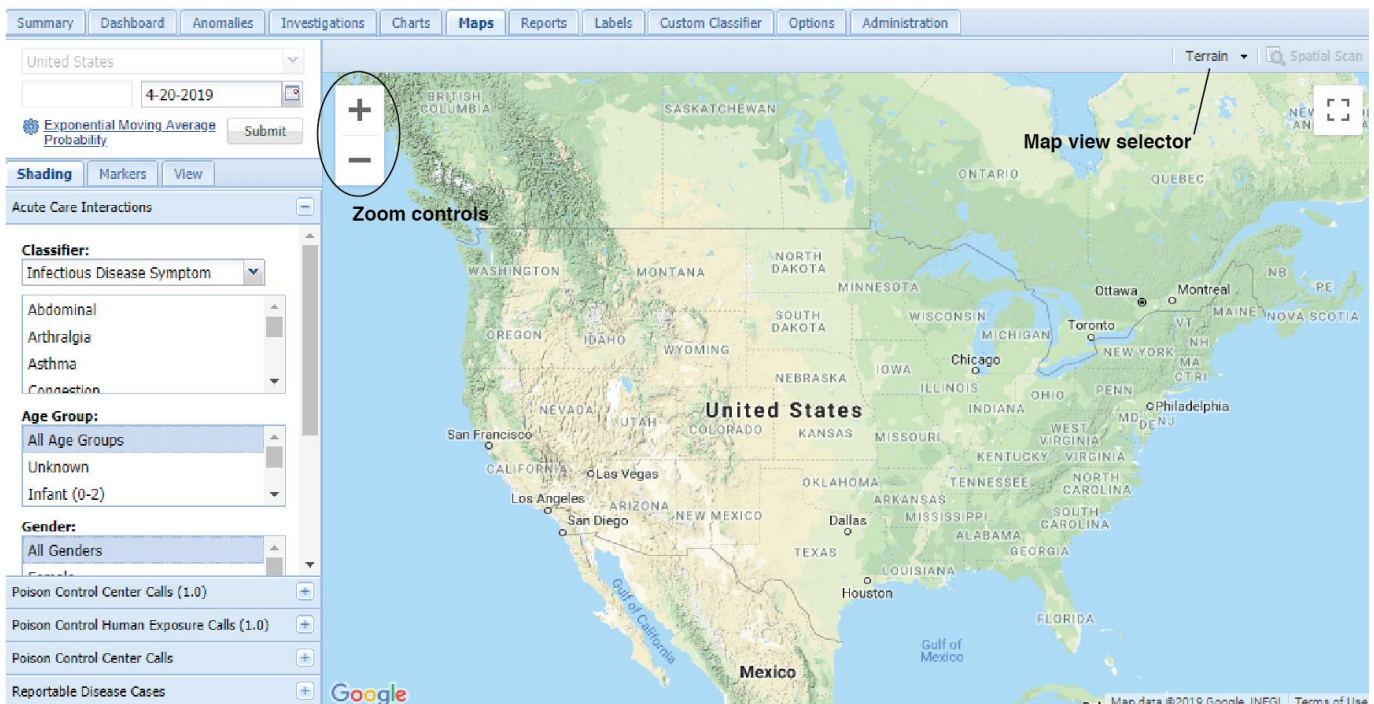 Summary Dashboard Anomalies Investigations Charts Maps Reports Labels Custom Classifier Options Administration
United States
4-20-2019
Exponential Moving Average
Probability
Submit
Shading Markers View
Acute Care Interactions
Classifier:
Infectious Disease Symptom
Abdominal
Arthralgia
Asthma
Congestion
Age Group:
All Age Groups
Unknown
Infant (0-2)
Gender:
All Genders
Female
Poison Control Center Calls (1.0)
Poison Control Human Exposure Calls (1.0)
Poison Control Center Calls
Reportable Disease Cases
Terrain Spatial Scan
Map view selector
Zoom controls
BRITISH
COLUMBIA
SASKATCHEWAN
ONTARIO
QUEBEC
WASHINGTON
MONTANA
NORTH
DAKOTA
MINNESOTA
Ottawa
Montreal
NB
PE
MAINE
NOVA SCOTIA
OREGON
IDAHO
SOUTH
DAKOTA
WISCONSIN
MICHIGAN
Toronto
VT
NH
WYOMING
NEW YORK
MA
CT RI
Chicago
IOWA
NEBRASKA
ILLINOIS
INDIANA
OHIO
PENN
Philadelphia
MD
DE NJ
NEVADA
UTAH
COLORADO
United States
KANSAS
MISSOURI
WEST
VIRGINIA
KENTUCKY
VIRGINIA
San Francisco
CALIFORNIA
Las Vegas
OKLAHOMA
TENNESSEE
NORTH
CAROLINA
Los Angeles
ARIZONA
NEW MEXICO
ARKANSAS
San Diego
Dallas
MISSISSIPPI
SOUTH
CAROLINA
ALABAMA
TEXAS
GEORGIA
LOUISIANA
Houston
Gulf of California
FLORIDA
Gulf of
Mexico
Mexico
Google
Map data ©2019 Google, INEGI Terms of Use